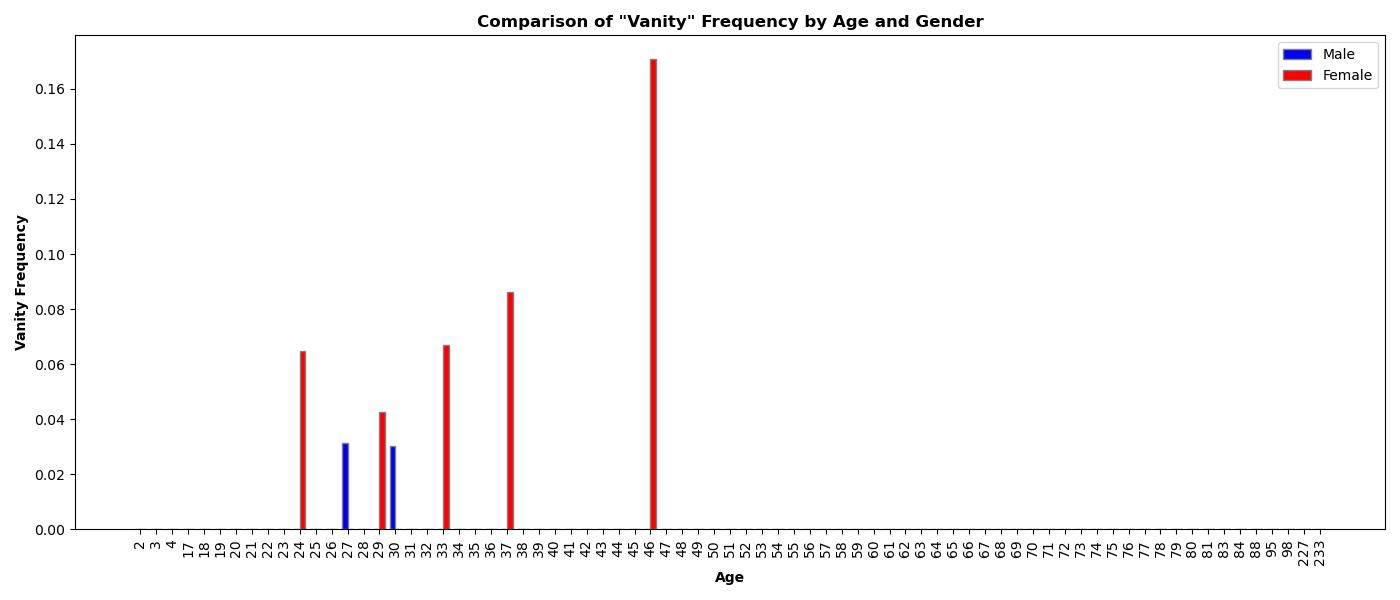 Comparison of "Vanity" Frequency by Age and Gender
Male
Female
0.16
0.14
0.12
0.10
0.08
0.06
0.04
0.02
0.00
Vanity Frequency
2 3 4 17 18 19 20 21 22 23 24 25 26 27 28 29 30 31 32 33 34 35 36 37 38 39 40 41 42 43 44 45 46 47 48 49 50 51 52 53 54 55 56 57 58 59 60 61 62 63 64 65 66 67 68 69 70 71 72 73 74 75 76 77 78 79 80 81 83 84 88 95 98 227 233
Age